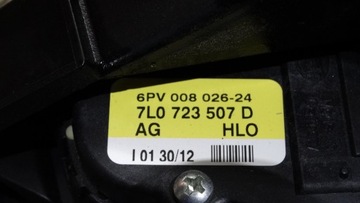 6PV 008 026-24
7L0 723 507 D
AG HLO
I 01 30/12